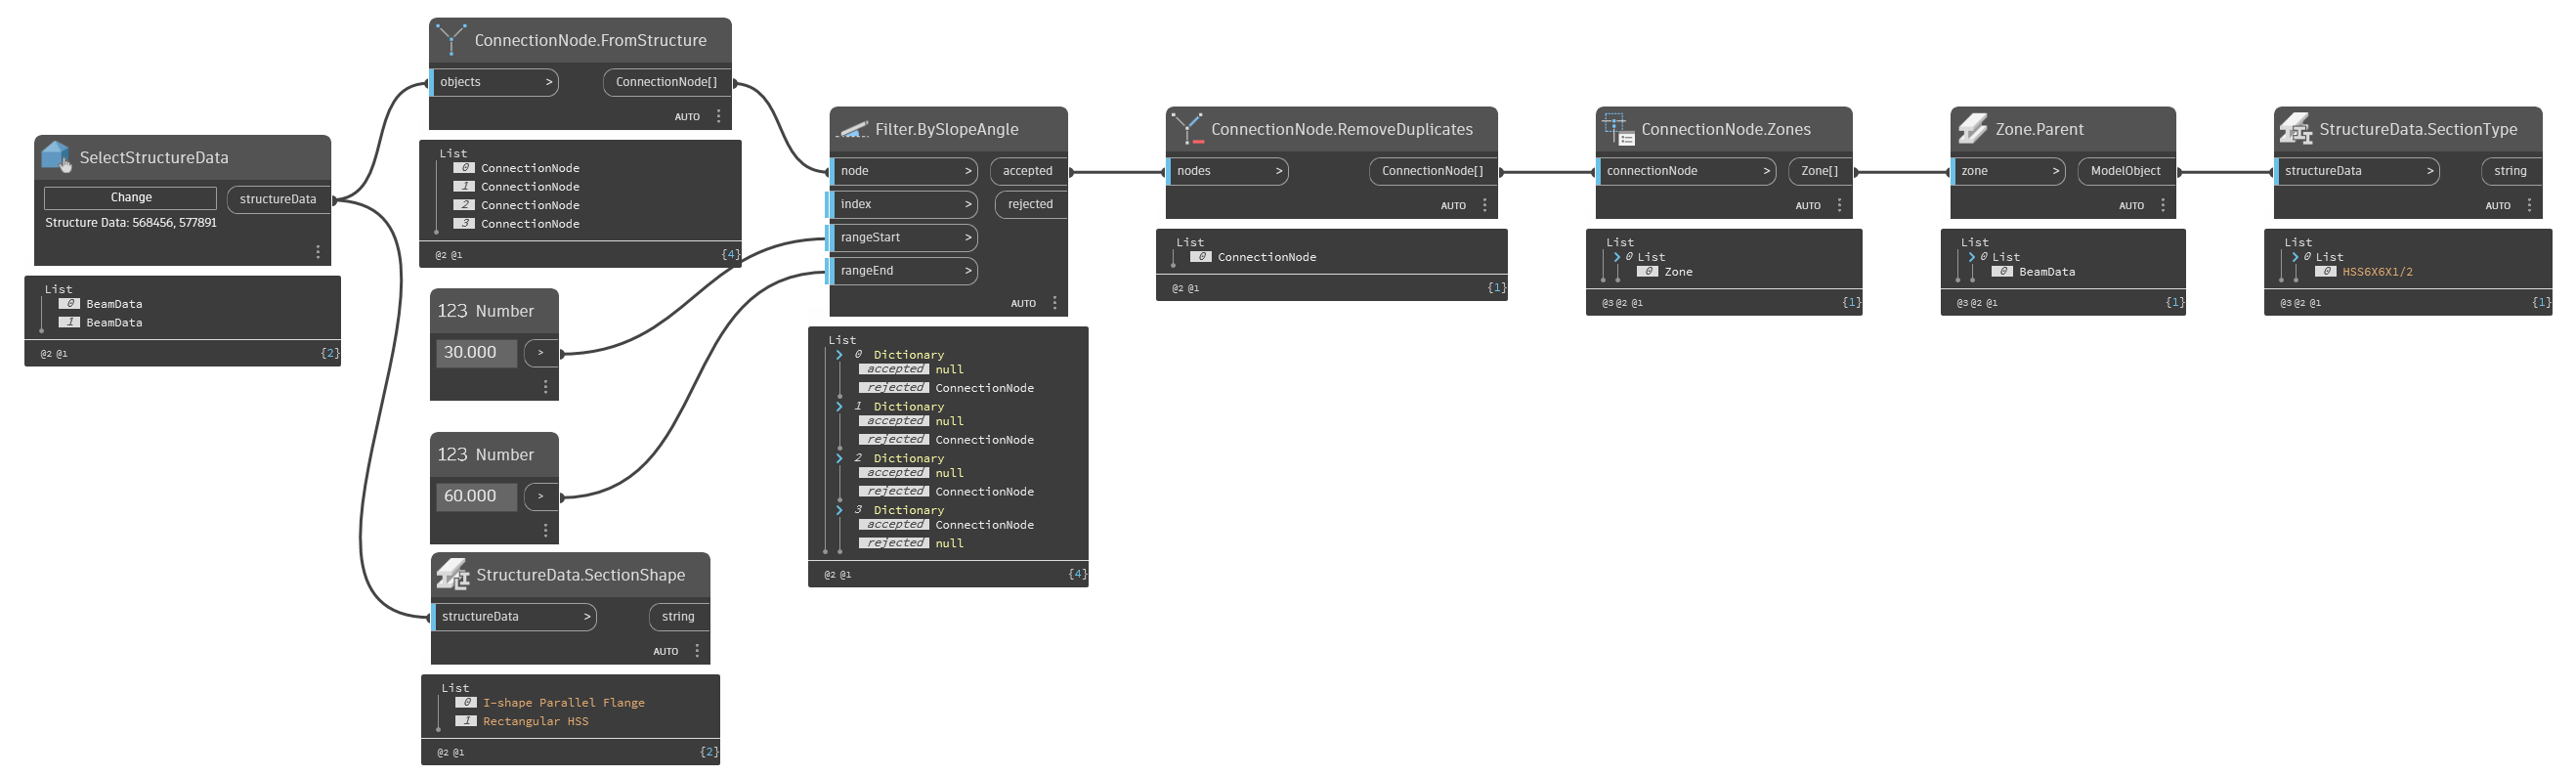 SelectStructureData
Change
structureData
Structure Data: 568456, 577891
List
0 BeamData
1 BeamData
@2 @1 {2}
ConnectionNode.FromStructure
objects > ConnectionNode[]
AUTO
List
0 ConnectionNode
1 ConnectionNode
2 ConnectionNode
3 ConnectionNode
@2 @1 {4}
123 Number
30.000 >
123 Number
60.000 >
StructureData.SectionShape
structureData > string
AUTO
List
0 I-shape Parallel Flange
1 Rectangular HSS
@2 @1 {2}
Filter.BySlopeAngle
node > accepted
index > rejected
rangeStart >
rangeEnd >
AUTO
List
0 Dictionary
accepted null
rejected ConnectionNode
1 Dictionary
accepted null
rejected ConnectionNode
2 Dictionary
accepted null
rejected ConnectionNode
3 Dictionary
accepted ConnectionNode
rejected null
@2 @1 {4}
ConnectionNode.RemoveDuplicates
nodes > ConnectionNode[]
AUTO
List
0 ConnectionNode
@2 @1 {1}
ConnectionNode.Zones
connectionNode > Zone[]
AUTO
List
0 List
0 Zone
@3 @2 @1 {1}
Zone.Parent
zone > ModelObject
AUTO
List
0 List
0 BeamData
@3 @2 @1 {1}
StructureData.SectionType
structureData > string
AUTO
List
0 List
0 HSS6X6X1/2
@3 @2 @1 {1}